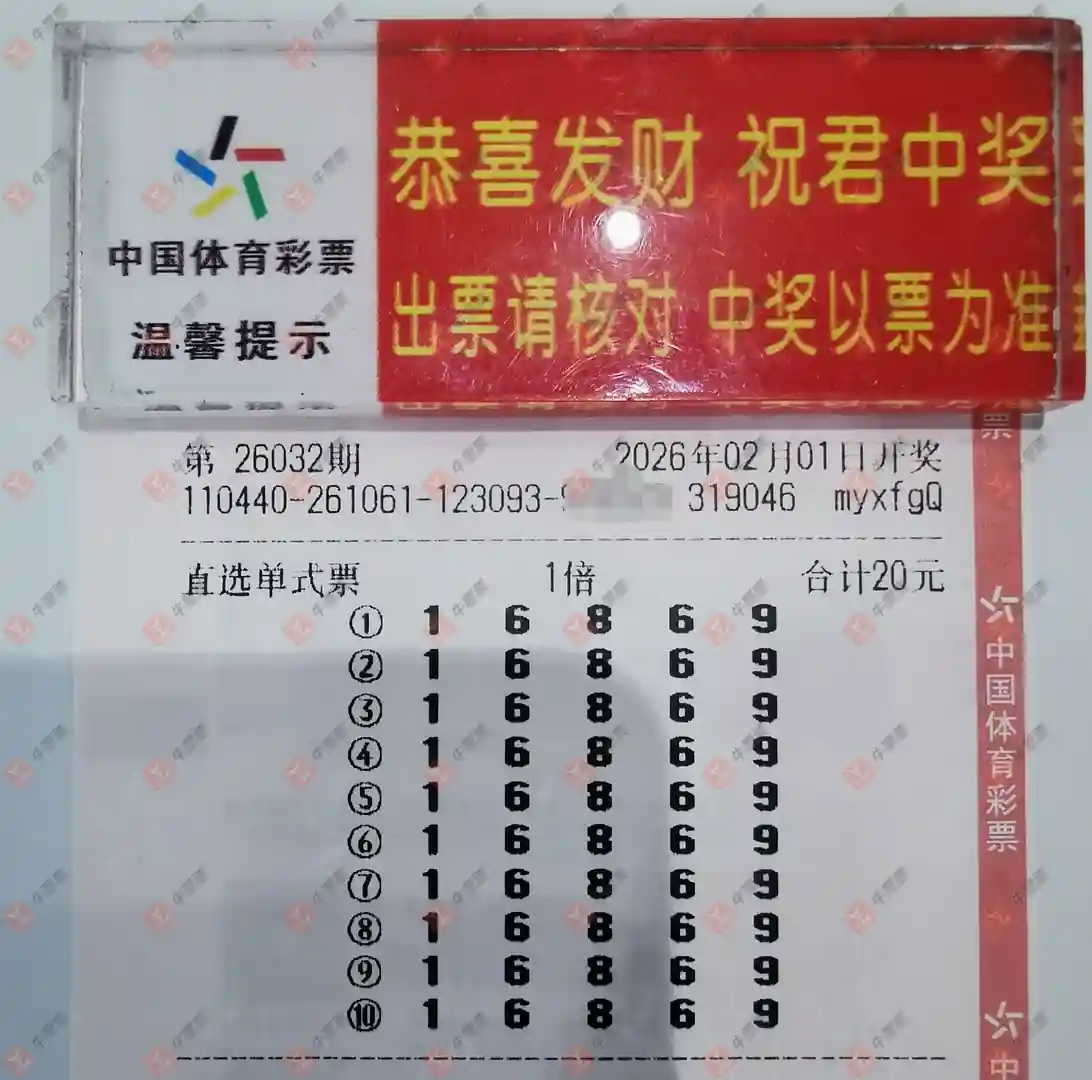 中国体育彩票
温馨提示
恭喜发财 祝君中奖
出票请核对 中奖以票为准
第 26032期 2026年02月01日开奖
110440-261061-123093- 319046 myxfgQ
直选单式票 1倍 合计20元
① 1 6 8 6 9
② 1 6 8 6 9
③ 1 6 8 6 9
④ 1 6 8 6 9
⑤ 1 6 8 6 9
⑥ 1 6 8 6 9
⑦ 1 6 8 6 9
⑧ 1 6 8 6 9
⑨ 1 6 8 6 9
⑩ 1 6 8 6 9
票
中国体育彩票
中